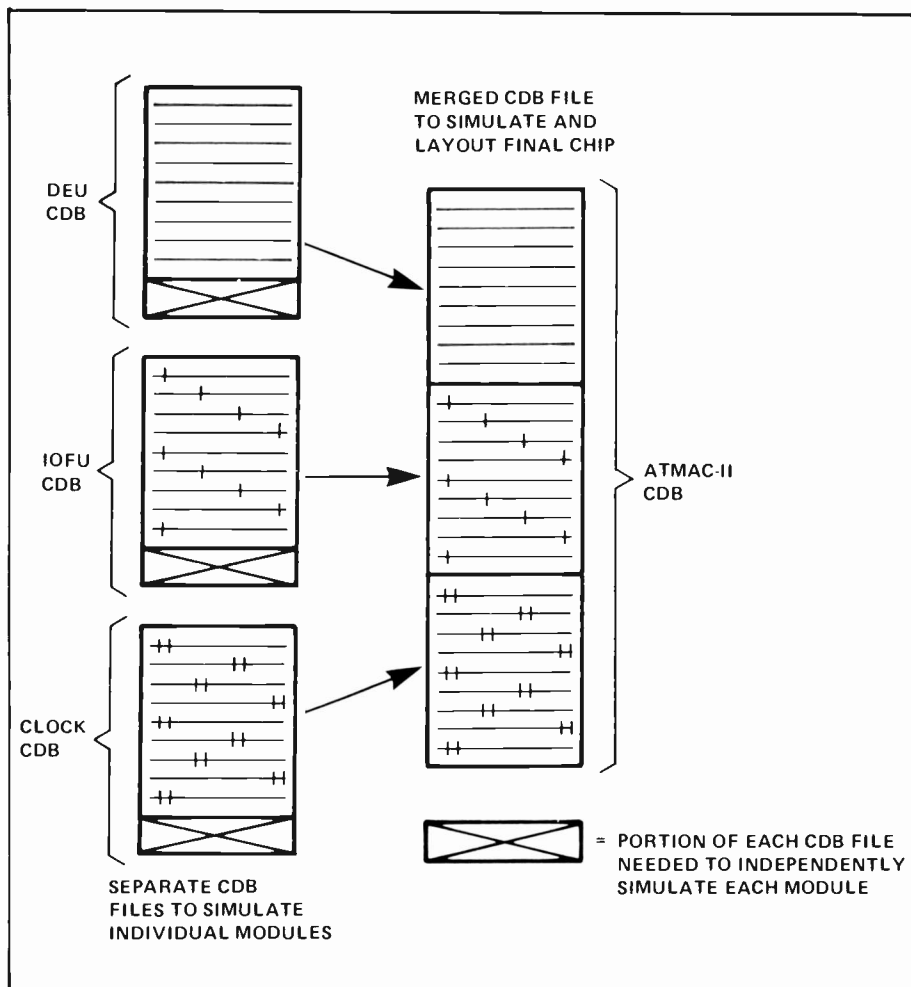 MERGED CDB FILE
TO SIMULATE AND
LAYOUT FINAL CHIP
DEU
CDB
IOFU
CDB
CLOCK
CDB
SEPARATE CDB
FILES TO SIMULATE
INDIVIDUAL MODULES
ATMAC-II
CDB
= PORTION OF EACH CDB FILE
NEEDED TO INDEPENDENTLY
SIMULATE EACH MODULE